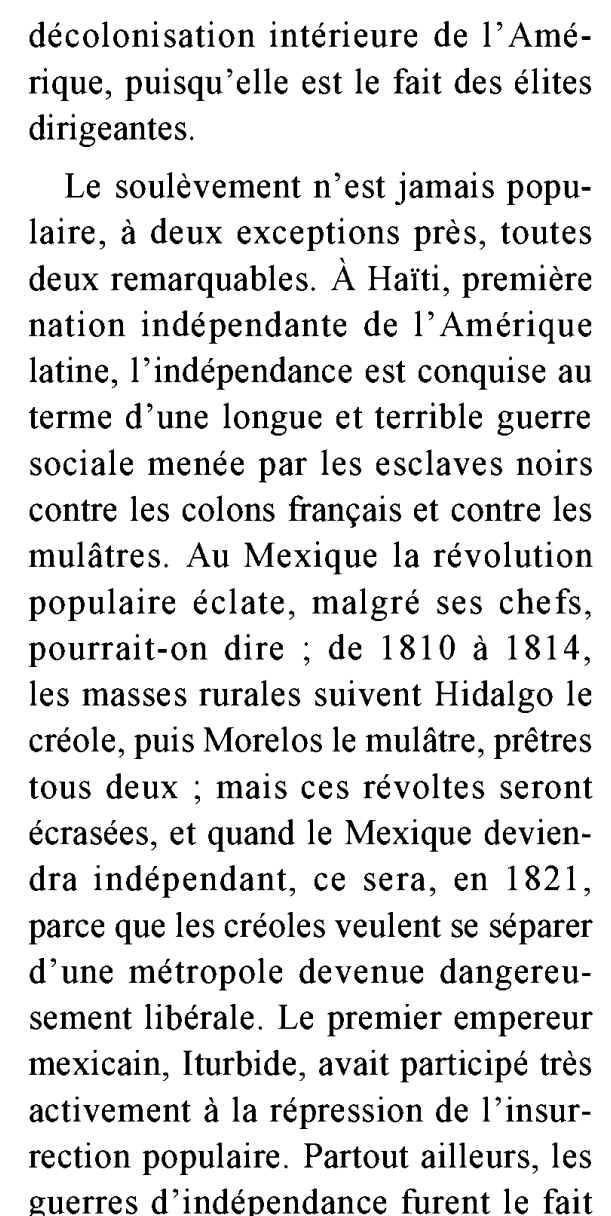 décolonisation intérieure de l'Amé-
rique, puisqu'elle est le fait des élites
dirigeantes.
Le soulèvement n'est jamais popu-
laire, à deux exceptions près, toutes
deux remarquables. À Haïti, première
nation indépendante de l'Amérique
latine, l'indépendance est conquise au
terme d'une longue et terrible guerre
sociale menée par les esclaves noirs
contre les colons français et contre les
mulâtres. Au Mexique la révolution
populaire éclate, malgré ses chefs,
pourrait-on dire ; de 1810 à 1814,
les masses rurales suivent Hidalgo le
créole, puis Morelos le mulâtre, prêtres
tous deux ; mais ces révoltes seront
écrasées, et quand le Mexique devien-
dra indépendant, ce sera, en 1821,
parce que les créoles veulent se séparer
d'une métropole devenue dangereu-
sement libérale. Le premier empereur
mexicain, Iturbide, avait participé très
activement à la répression de l'insur-
rection populaire. Partout ailleurs, les
guerres d'indépendance furent le fait